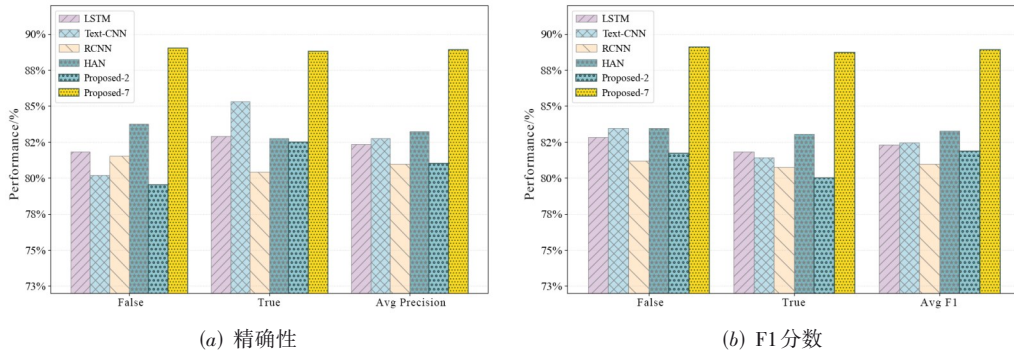 LSTM
Text-CNN
RCNN
HAN
Proposed-2
Proposed-7
90%
88%
85%
82%
80%
78%
75%
73%
Performance/%
False
True
Avg Precision
(a) 精确性
LSTM
Text-CNN
RCNN
HAN
Proposed-2
Proposed-7
90%
88%
85%
82%
80%
78%
75%
73%
Performance/%
False
True
Avg F1
(b) F1分数